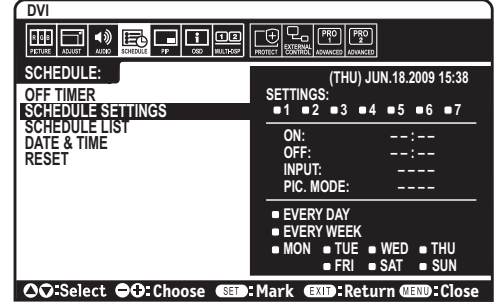 DVI
RGB
PICTURE ADJUST AUDIO SCHEDULE PIP OSD MULTI-DSP PROTECT EXTERNAL CONTROL PRO 1 ADVANCED PRO 2 ADVANCED
SCHEDULE:
OFF TIMER
SCHEDULE SETTINGS
SCHEDULE LIST
DATE & TIME
RESET
(THU) JUN.18.2009 15:38
SETTINGS:
1 2 3 4 5 6 7
ON: --:--
OFF: --:--
INPUT: ----
PIC. MODE: ----
EVERY DAY
EVERY WEEK
MON TUE WED THU
FRI SAT SUN
:Select :Choose SET:Mark EXIT:Return MENU:Close